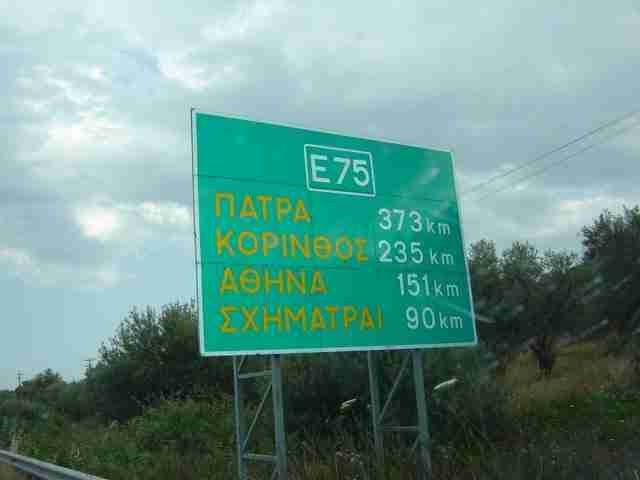 E75
ΠΑΤΡΑ 373 km
ΚΟΡΙΝΘΟΣ 235 km
ΑΘΗΝΑ 151 km
ΣΧΗΜΑΤΡΑΙ 90 km